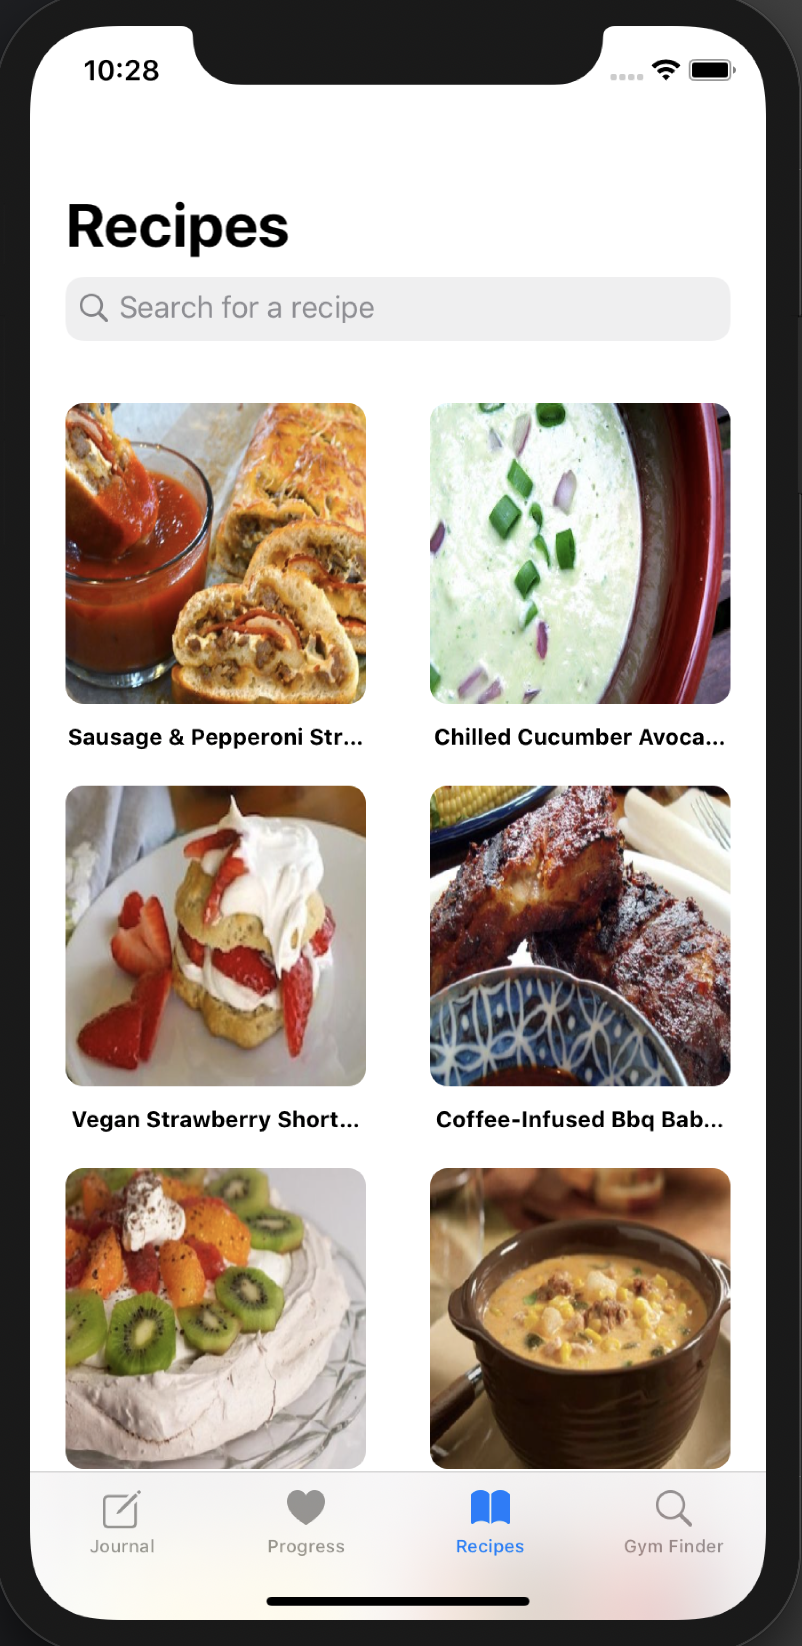 10:28
Recipes
Search for a recipe
Sausage & Pepperoni Str...
Chilled Cucumber Avoca...
Vegan Strawberry Short...
Coffee-Infused Bbq Bab...
Journal
Progress
Recipes
Gym Finder